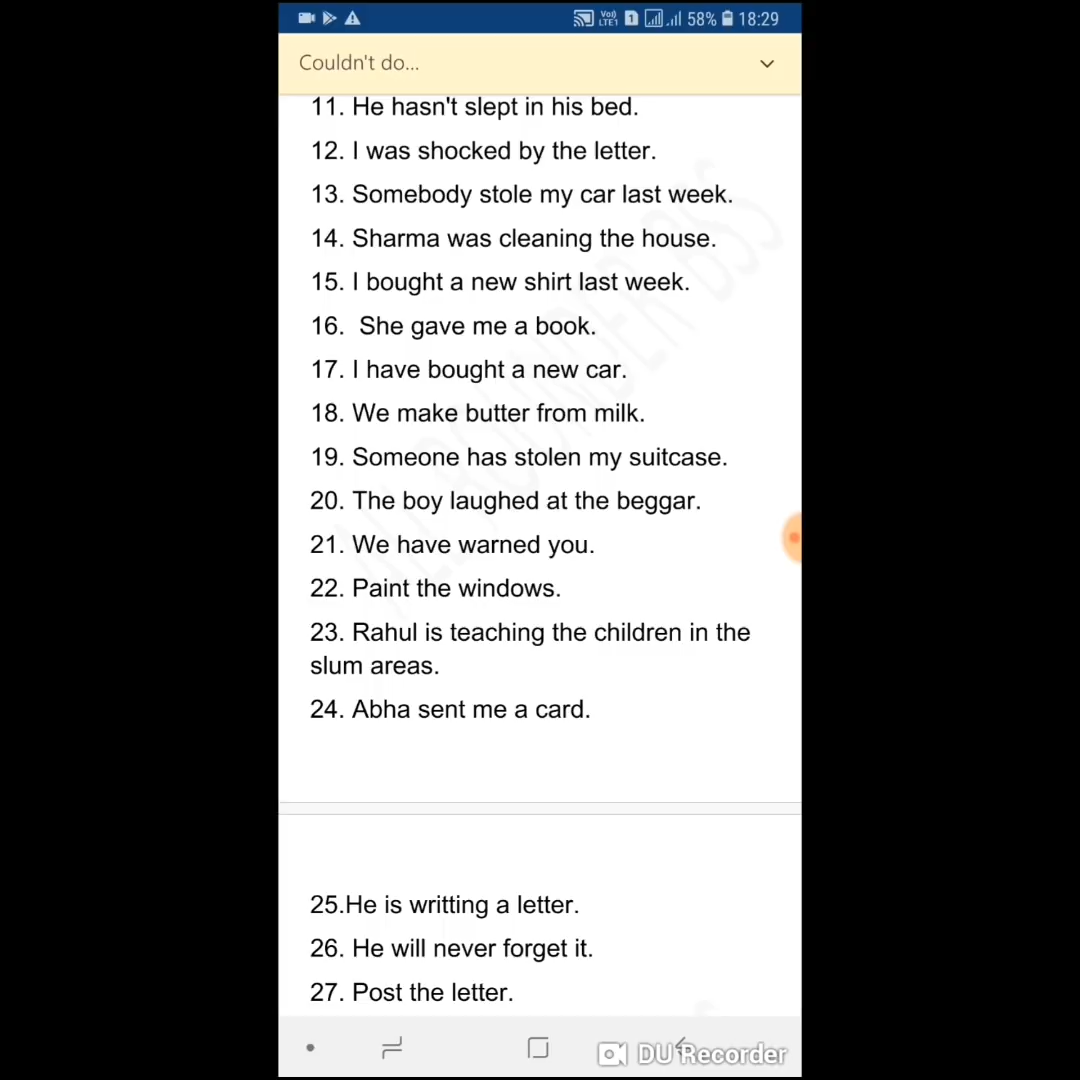 Vo)) LTE1 1 58% 18:29
Couldn't do...
11. He hasn't slept in his bed.
12. I was shocked by the letter.
13. Somebody stole my car last week.
14. Sharma was cleaning the house.
15. I bought a new shirt last week.
16.  She gave me a book.
17. I have bought a new car.
18. We make butter from milk.
19. Someone has stolen my suitcase.
20. The boy laughed at the beggar.
21. We have warned you.
22. Paint the windows.
23. Rahul is teaching the children in the
slum areas.
24. Abha sent me a card.
25.He is writting a letter.
26. He will never forget it.
27. Post the letter.
DU Recorder